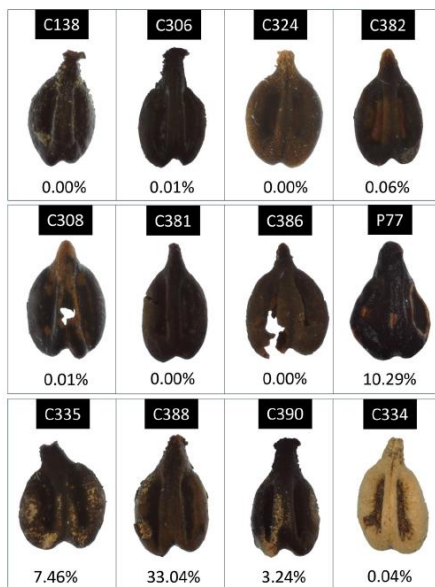 C138 C306 C324 C382
0.00% 0.01% 0.00% 0.06%
C308 C381 C386 P77
0.01% 0.00% 0.00% 10.29%
C335 C388 C390 C334
7.46% 33.04% 3.24% 0.04%